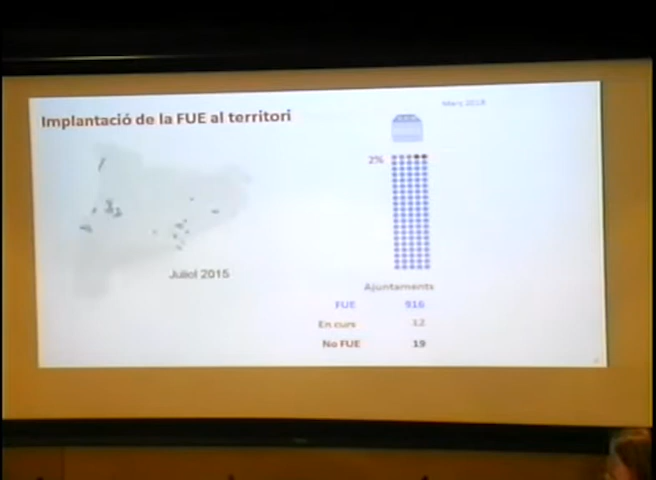 Implantació de la FUE al territori
Març 2018
2%
Juliol 2015
Ajuntaments
FUE 916
En curs 12
No FUE 19